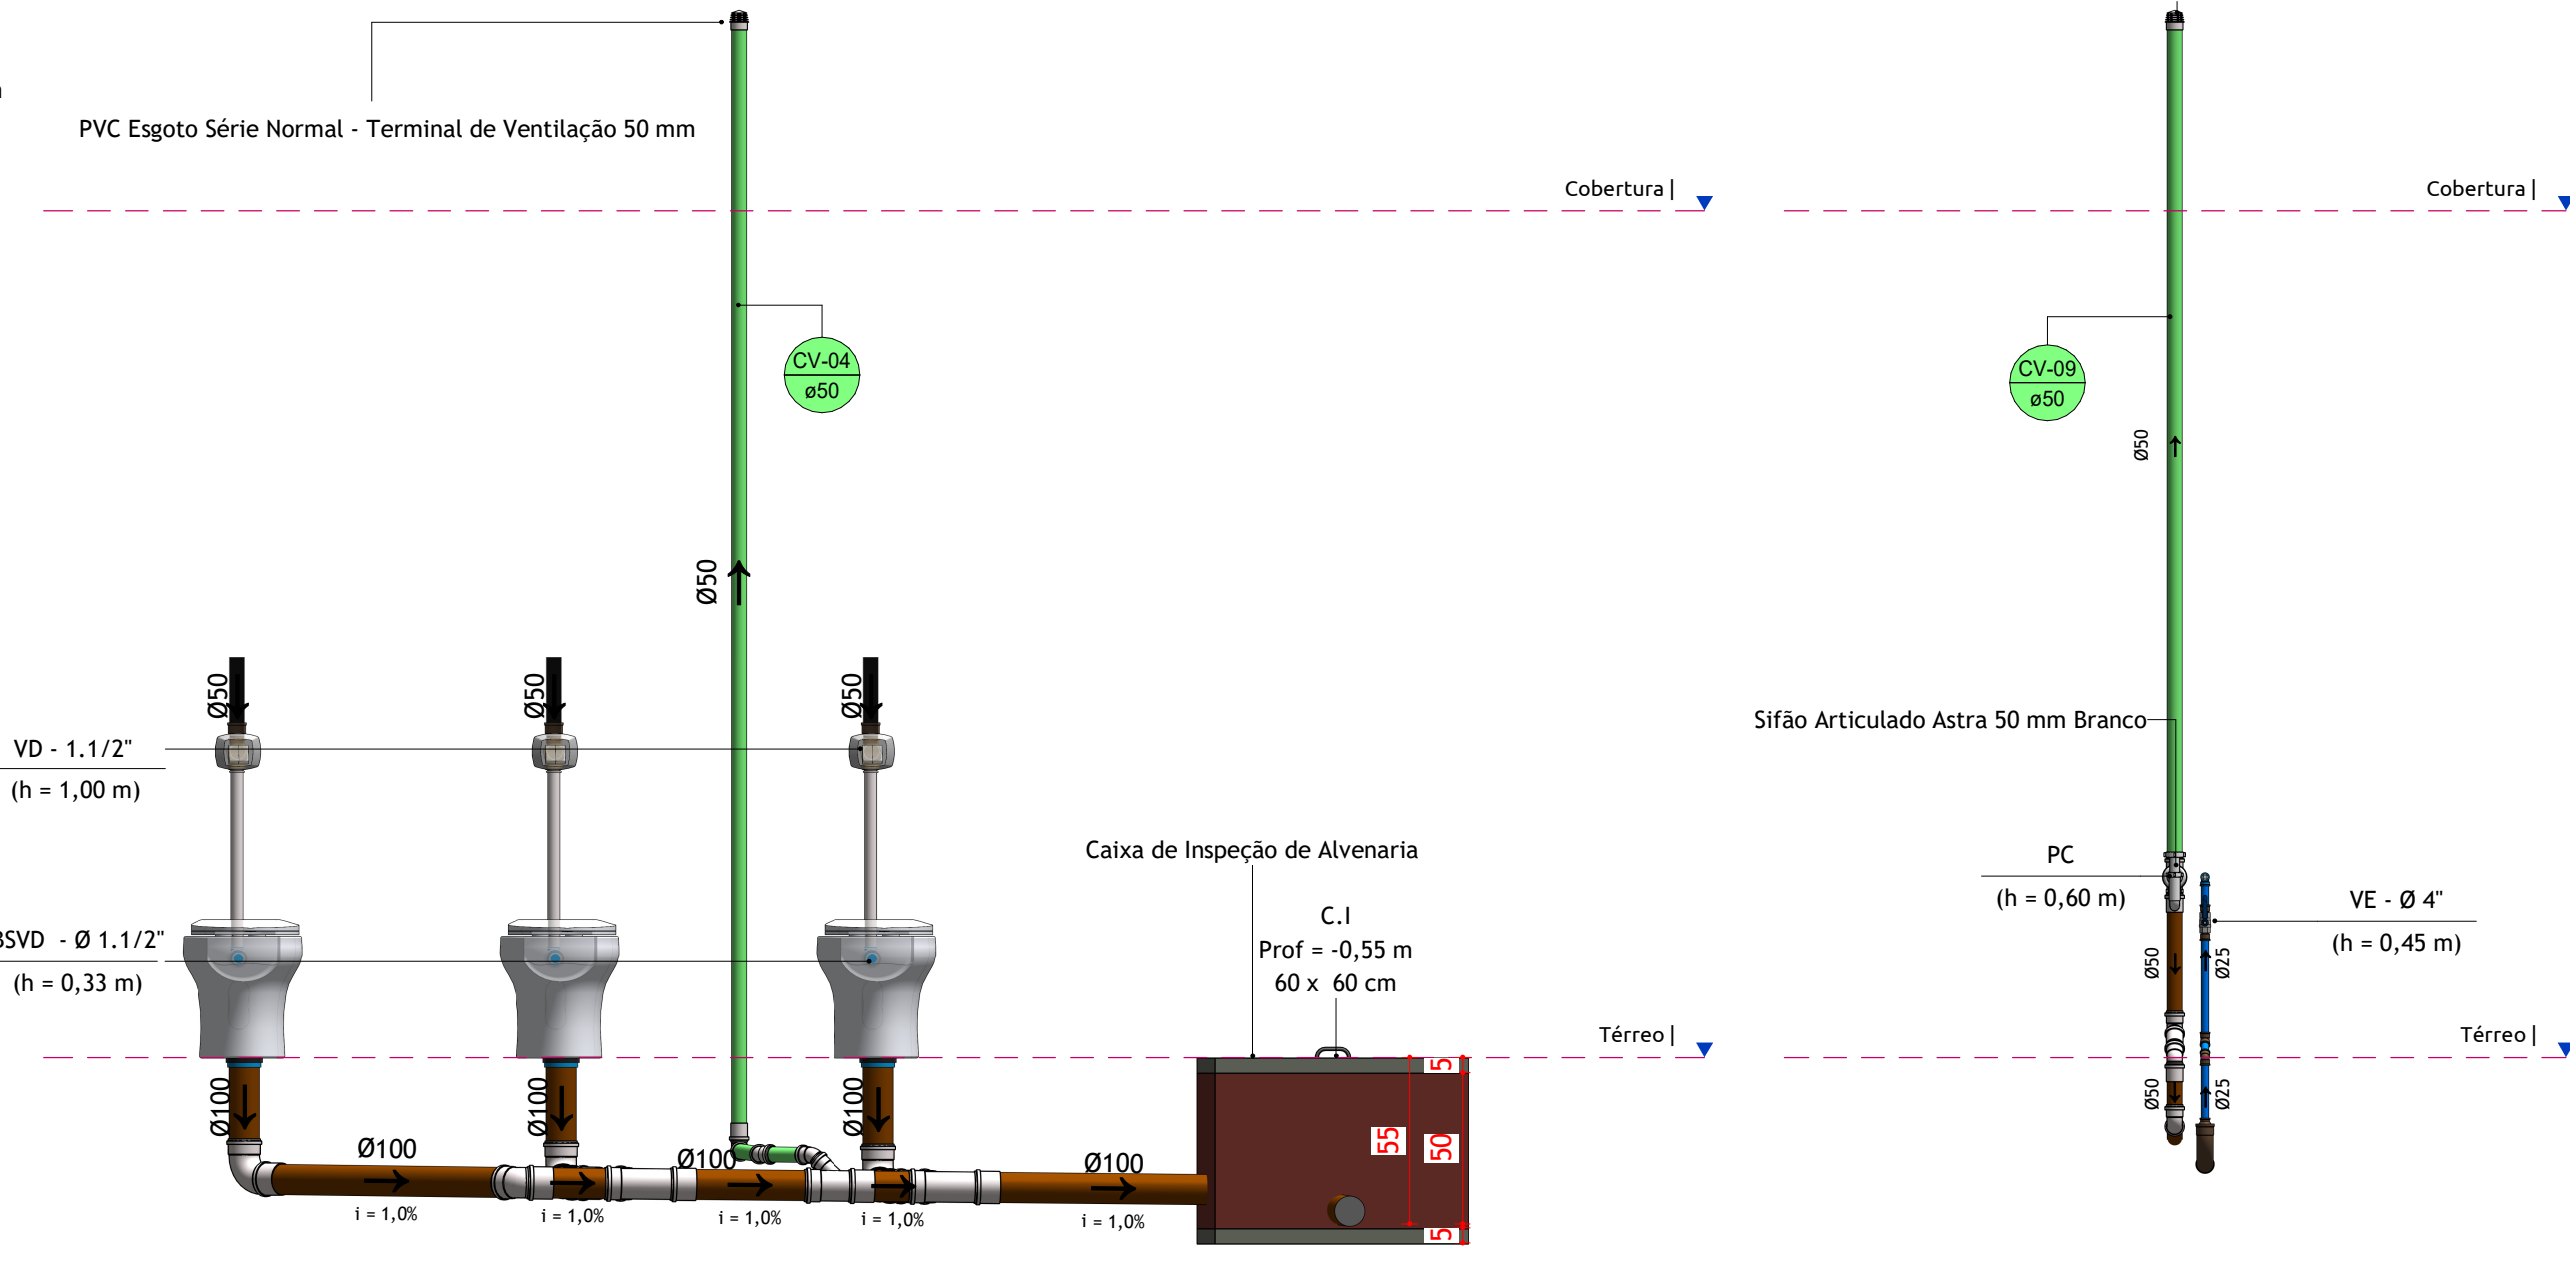 PVC Esgoto Série Normal - Terminal de Ventilação 50 mm
Cobertura |
CV-04
ø50
Ø50
Ø50
Ø50
Ø50
VD - 1.1/2"
(h = 1,00 m)
BSVD - Ø 1.1/2"
(h = 0,33 m)
Caixa de Inspeção de Alvenaria
C.I
Prof = -0,55 m
60 x 60 cm
Térreo |
Ø100
Ø100
Ø100
Ø100
Ø100
Ø100
i = 1,0%
i = 1,0%
i = 1,0%
i = 1,0%
i = 1,0%
5
55
50
5
Cobertura |
CV-09
ø50
Ø50
Sifão Articulado Astra 50 mm Branco
PC
(h = 0,60 m)
VE - Ø 4"
(h = 0,45 m)
Ø50
Ø25
Térreo |
Ø50
Ø25